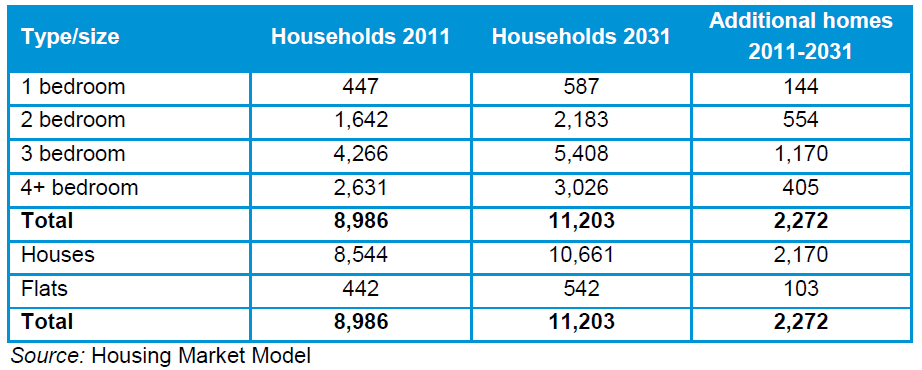 Type/size Households 2011 Households 2031 Additional homes 2011-2031
1 bedroom 447 587 144
2 bedroom 1,642 2,183 554
3 bedroom 4,266 5,408 1,170
4+ bedroom 2,631 3,026 405
Total 8,986 11,203 2,272
Houses 8,544 10,661 2,170
Flats 442 542 103
Total 8,986 11,203 2,272
Source: Housing Market Model